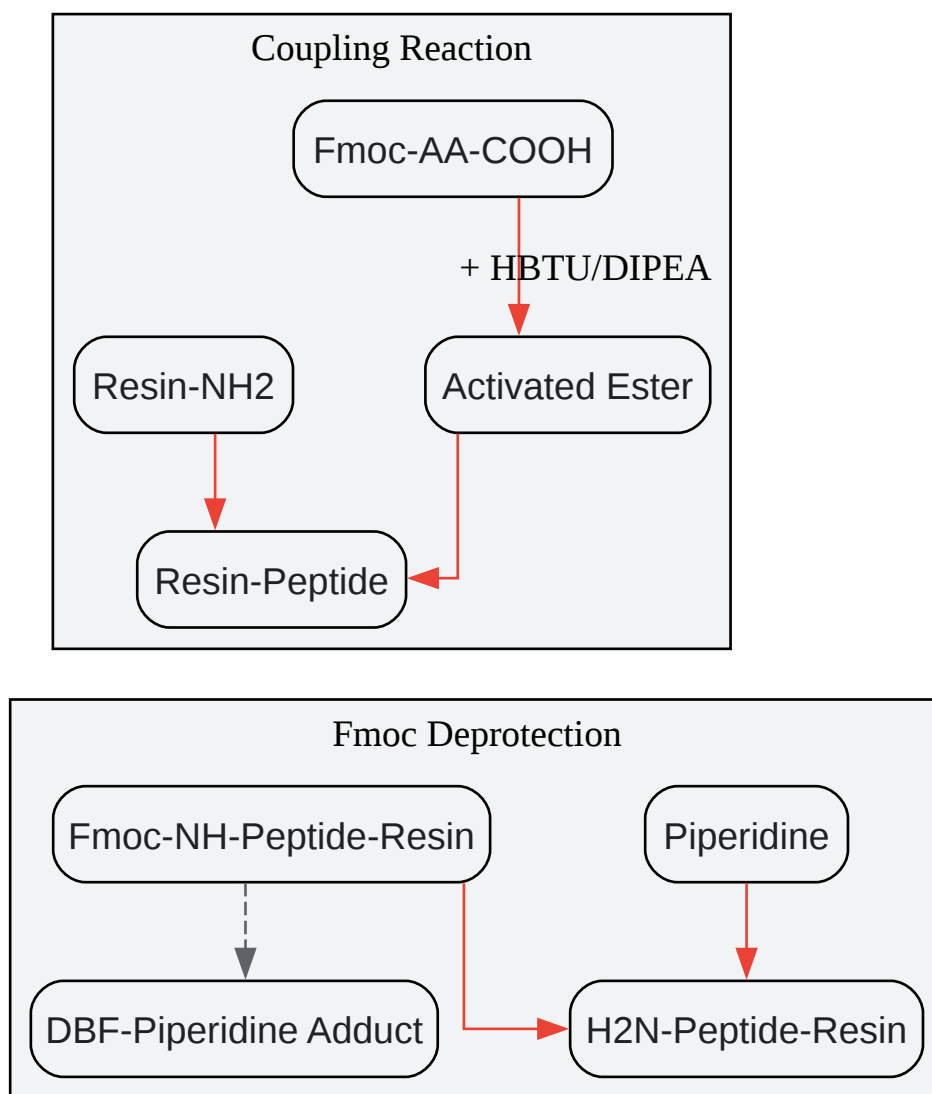 Coupling Reaction
Fmoc-AA-COOH
+ HBTU/DIPEA
Resin-NH2
Activated Ester
Resin-Peptide
Fmoc Deprotection
Fmoc-NH-Peptide-Resin
Piperidine
DBF-Piperidine Adduct
H2N-Peptide-Resin